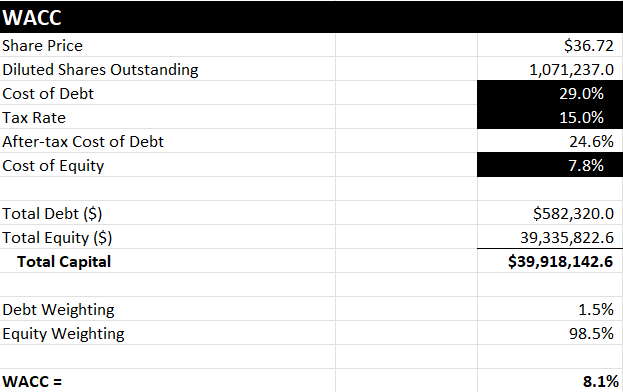 WACC
Share Price $36.72
Diluted Shares Outstanding 1,071,237.0
Cost of Debt 29.0%
Tax Rate 15.0%
After-tax Cost of Debt 24.6%
Cost of Equity 7.8%
Total Debt ($) $582,320.0
Total Equity ($) 39,335,822.6
Total Capital $39,918,142.6
Debt Weighting 1.5%
Equity Weighting 98.5%
WACC = 8.1%